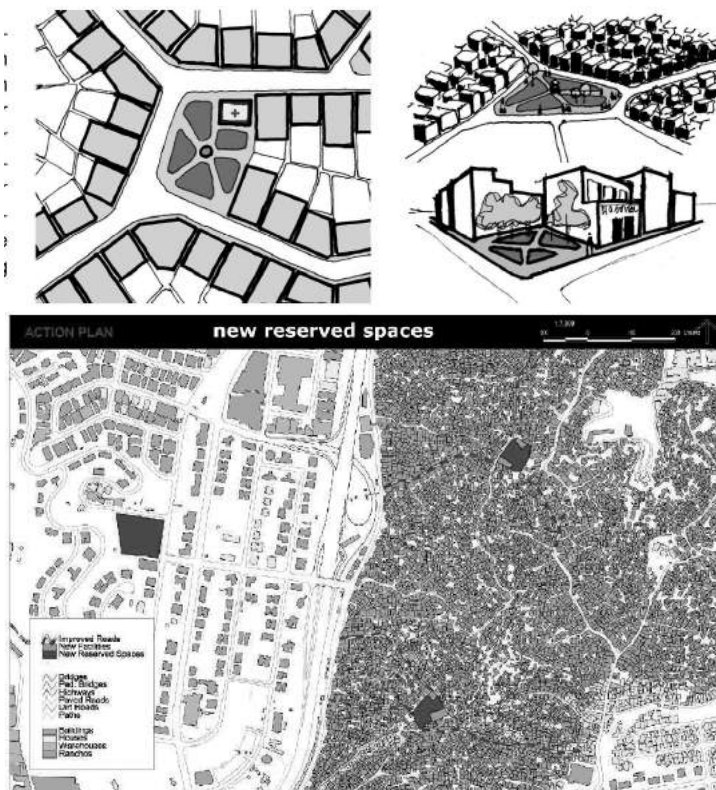 ACTION PLAN
new reserved spaces
Improved Roads
New Facilities
New Reserved Spaces
Bridges
Ped. Bridges
Highways
Paved Roads
Dirt Roads
Paths
Buildings
Houses
Warehouses
Ranchos